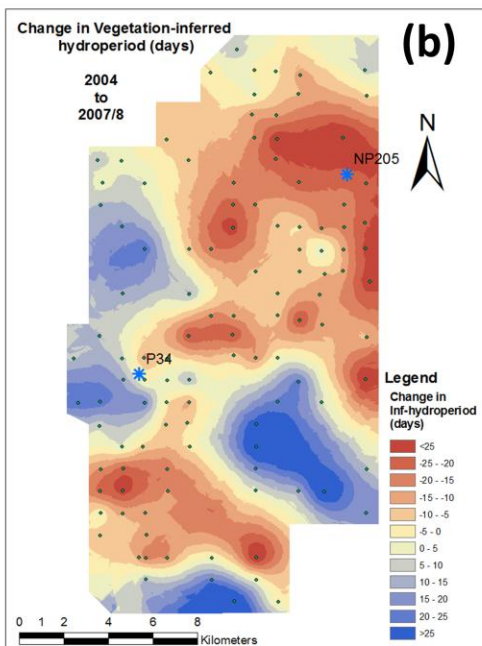 Change in Vegetation-inferred
hydroperiod (days)
2004
to
2007/8
(b)
N
NP205
P34
Legend
Change in
Inf-hydroperiod
(days)
<25
-25 - -20
-20 - -15
-15 - -10
-10 - -5
-5 - 0
0 - 5
5 - 10
10 - 15
15 - 20
20 - 25
>25
0 1 2 4 6 8
Kilometers